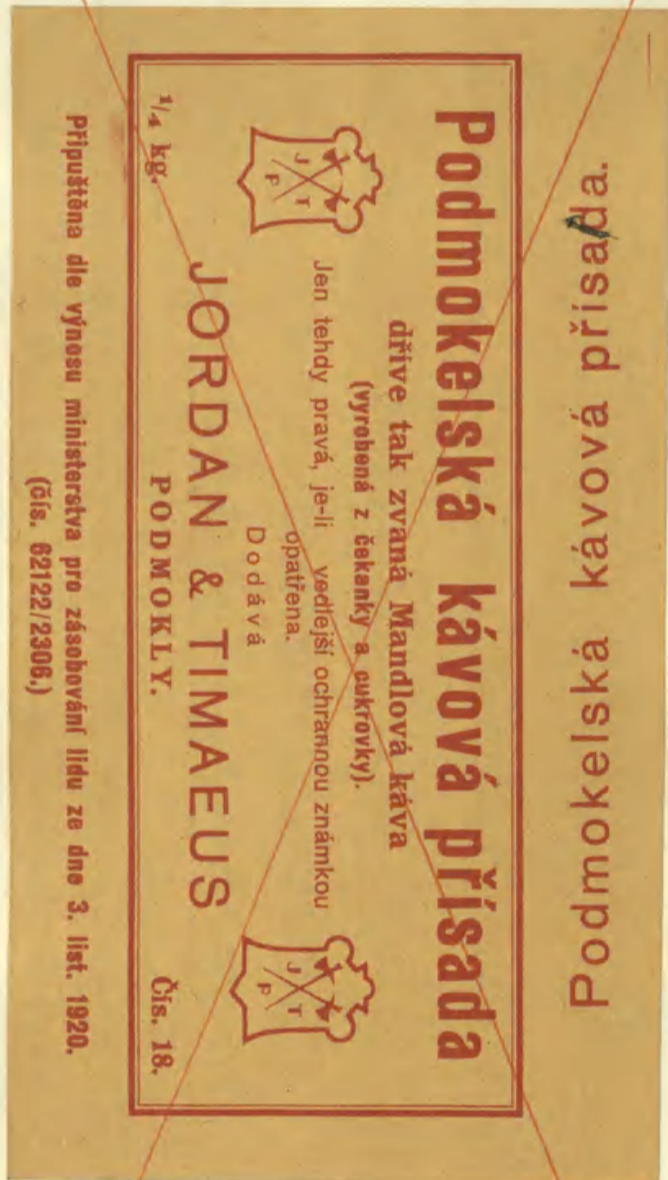 Podmokelská kávová přísada.
Podmokelská kávová přísada
dříve tak zvaná Mandlová káva
(vyrobená z čekanky a cukrovky).
Jen tehdy pravá, je-li vedlejší ochrannou známkou
opatřena.
Dodává
JORDAN & TIMAEUS
¼ kg. PODMOKLY. Čís. 18.
J T P
J T P
Připuštěna dle výnosu ministerstva pro zásobování lidu ze dne 3. list. 1920.
(čís. 62122/2306.)